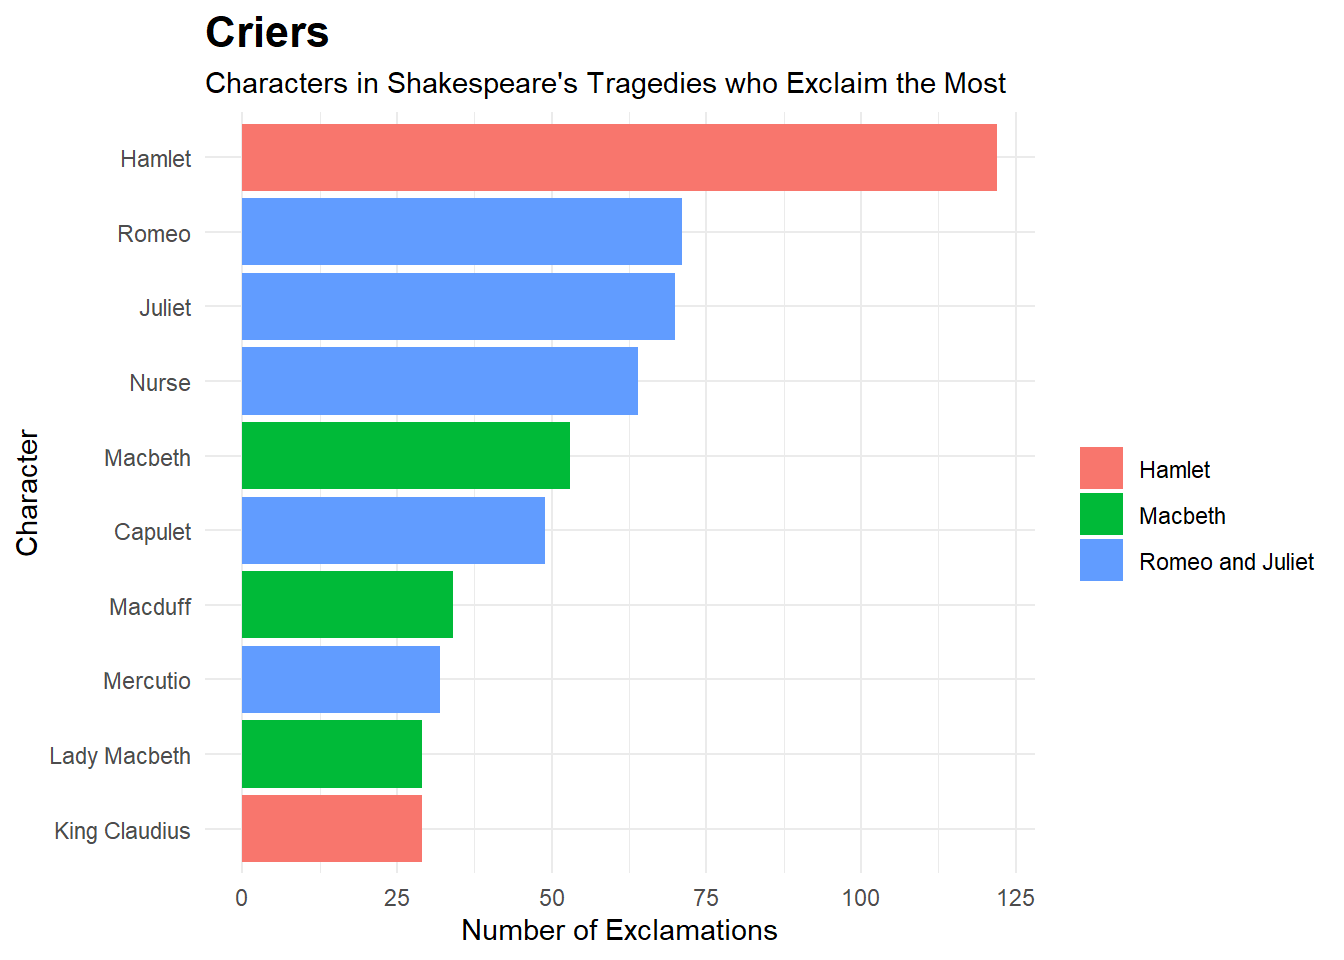 Criers
Characters in Shakespeare's Tragedies who Exclaim the Most
Character
Hamlet
Romeo
Juliet
Nurse
Macbeth
Capulet
Macduff
Mercutio
Lady Macbeth
King Claudius
0 25 50 75 100 125
Number of Exclamations
Hamlet
Macbeth
Romeo and Juliet